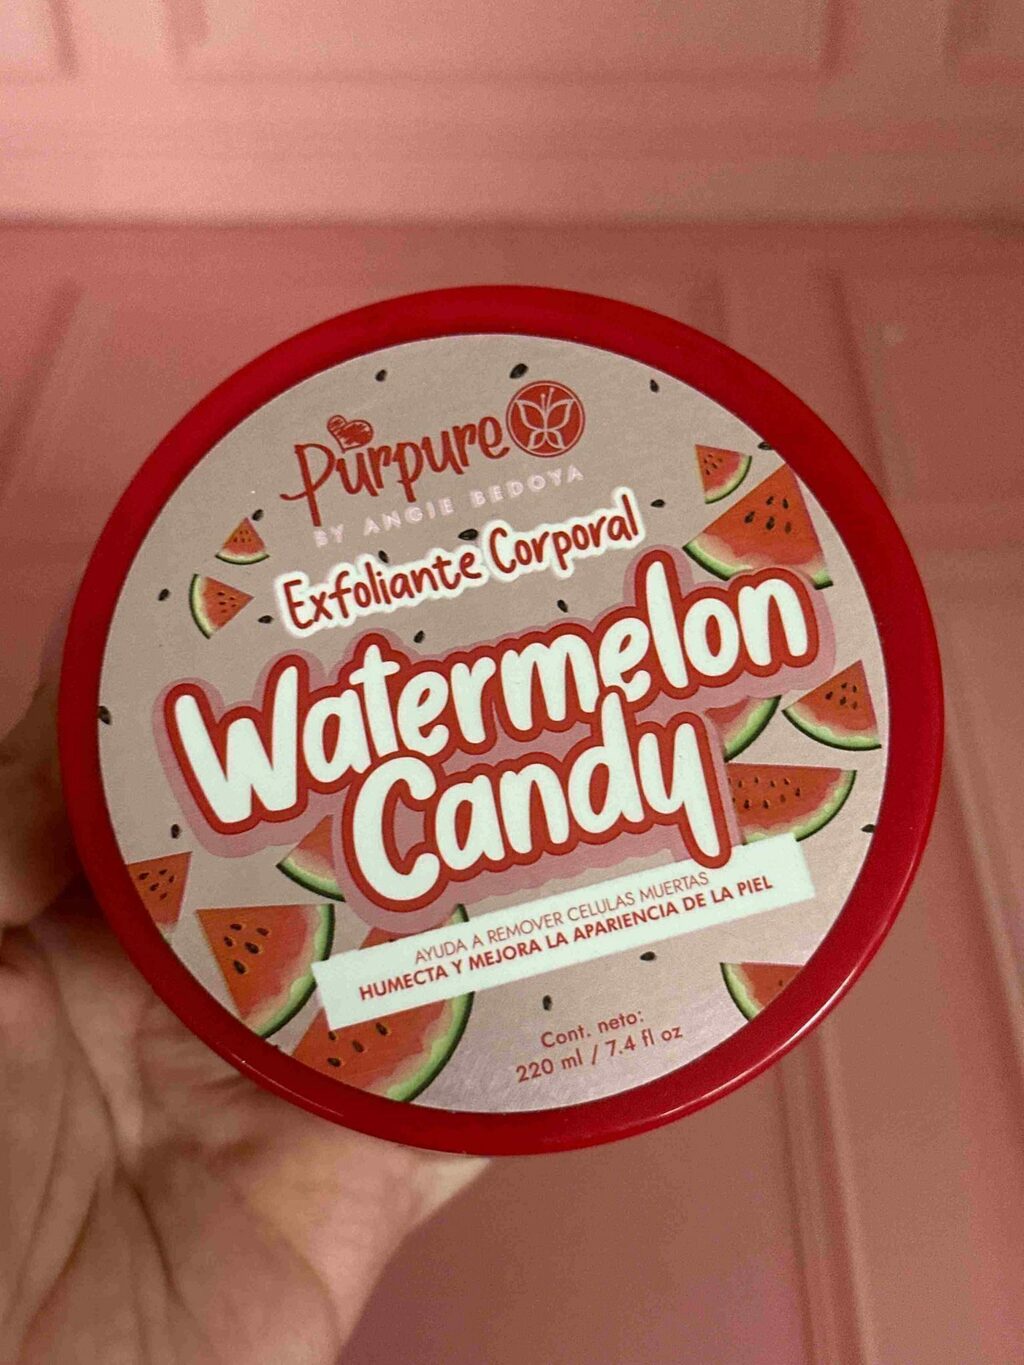 Purpure
BY ANGIE BEDOYA
Exfoliante Corporal
Watermelon
Candy
AYUDA A REMOVER CELULAS MUERTAS
HUMECTA Y MEJORA LA APARIENCIA DE LA PIEL
Cont. neto:
220 ml / 7.4 fl oz